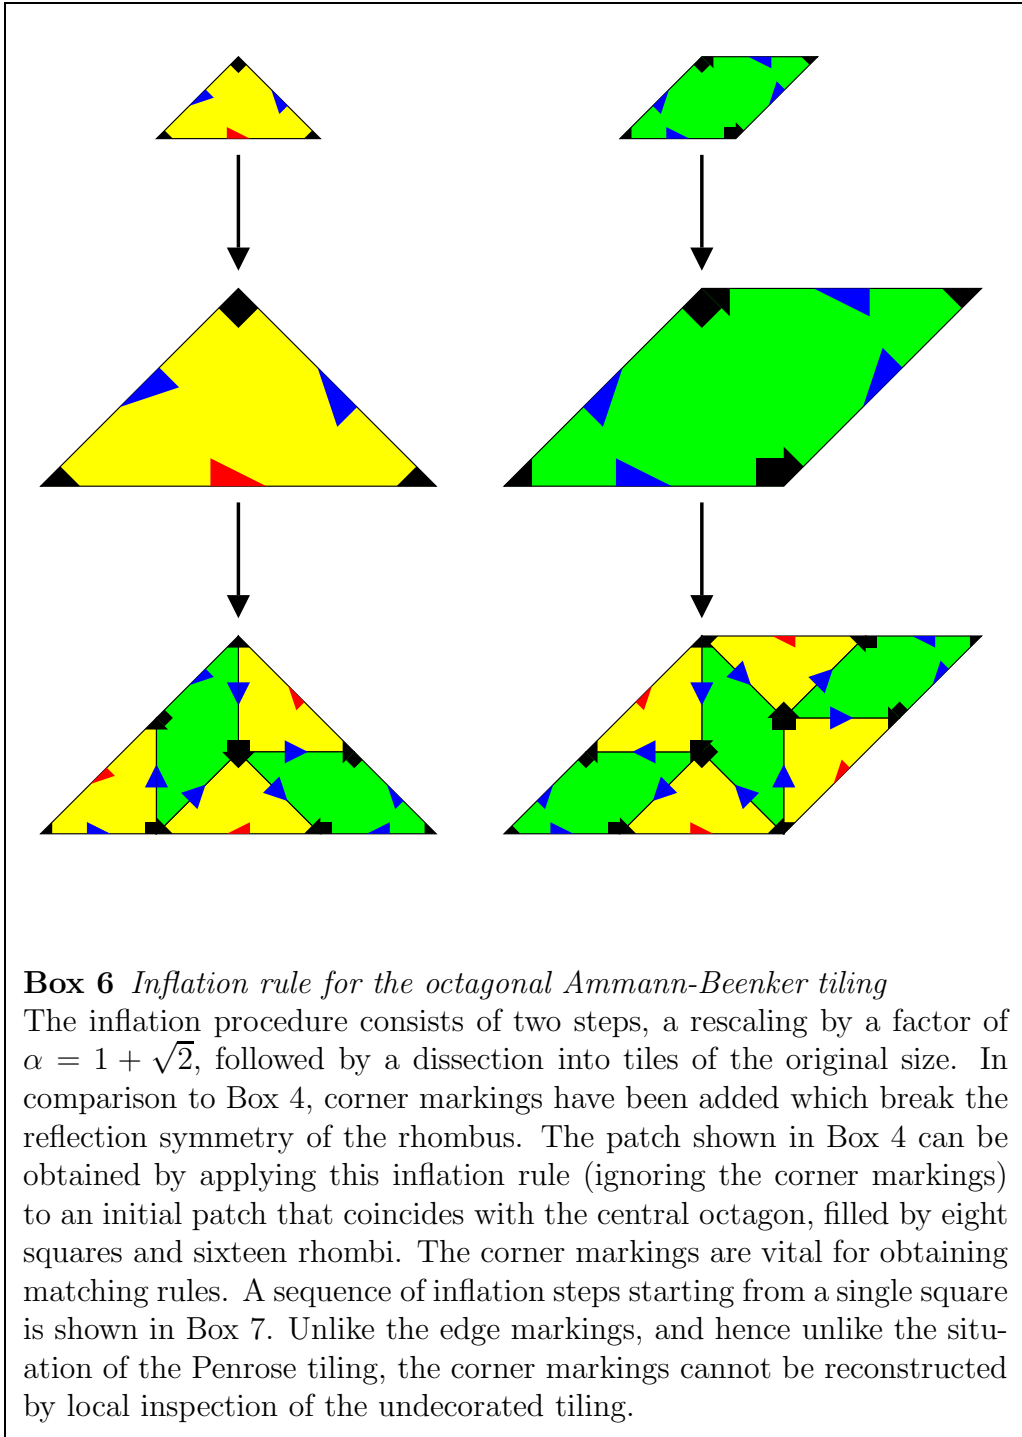 Box 6 Inflation rule for the octagonal Ammann-Beenker tiling
The inflation procedure consists of two steps, a rescaling by a factor of
α = 1 + √2, followed by a dissection into tiles of the original size. In
comparison to Box 4, corner markings have been added which break the
reflection symmetry of the rhombus. The patch shown in Box 4 can be
obtained by applying this inflation rule (ignoring the corner markings)
to an initial patch that coincides with the central octagon, filled by eight
squares and sixteen rhombi. The corner markings are vital for obtaining
matching rules. A sequence of inflation steps starting from a single square
is shown in Box 7. Unlike the edge markings, and hence unlike the situ-
ation of the Penrose tiling, the corner markings cannot be reconstructed
by local inspection of the undecorated tiling.